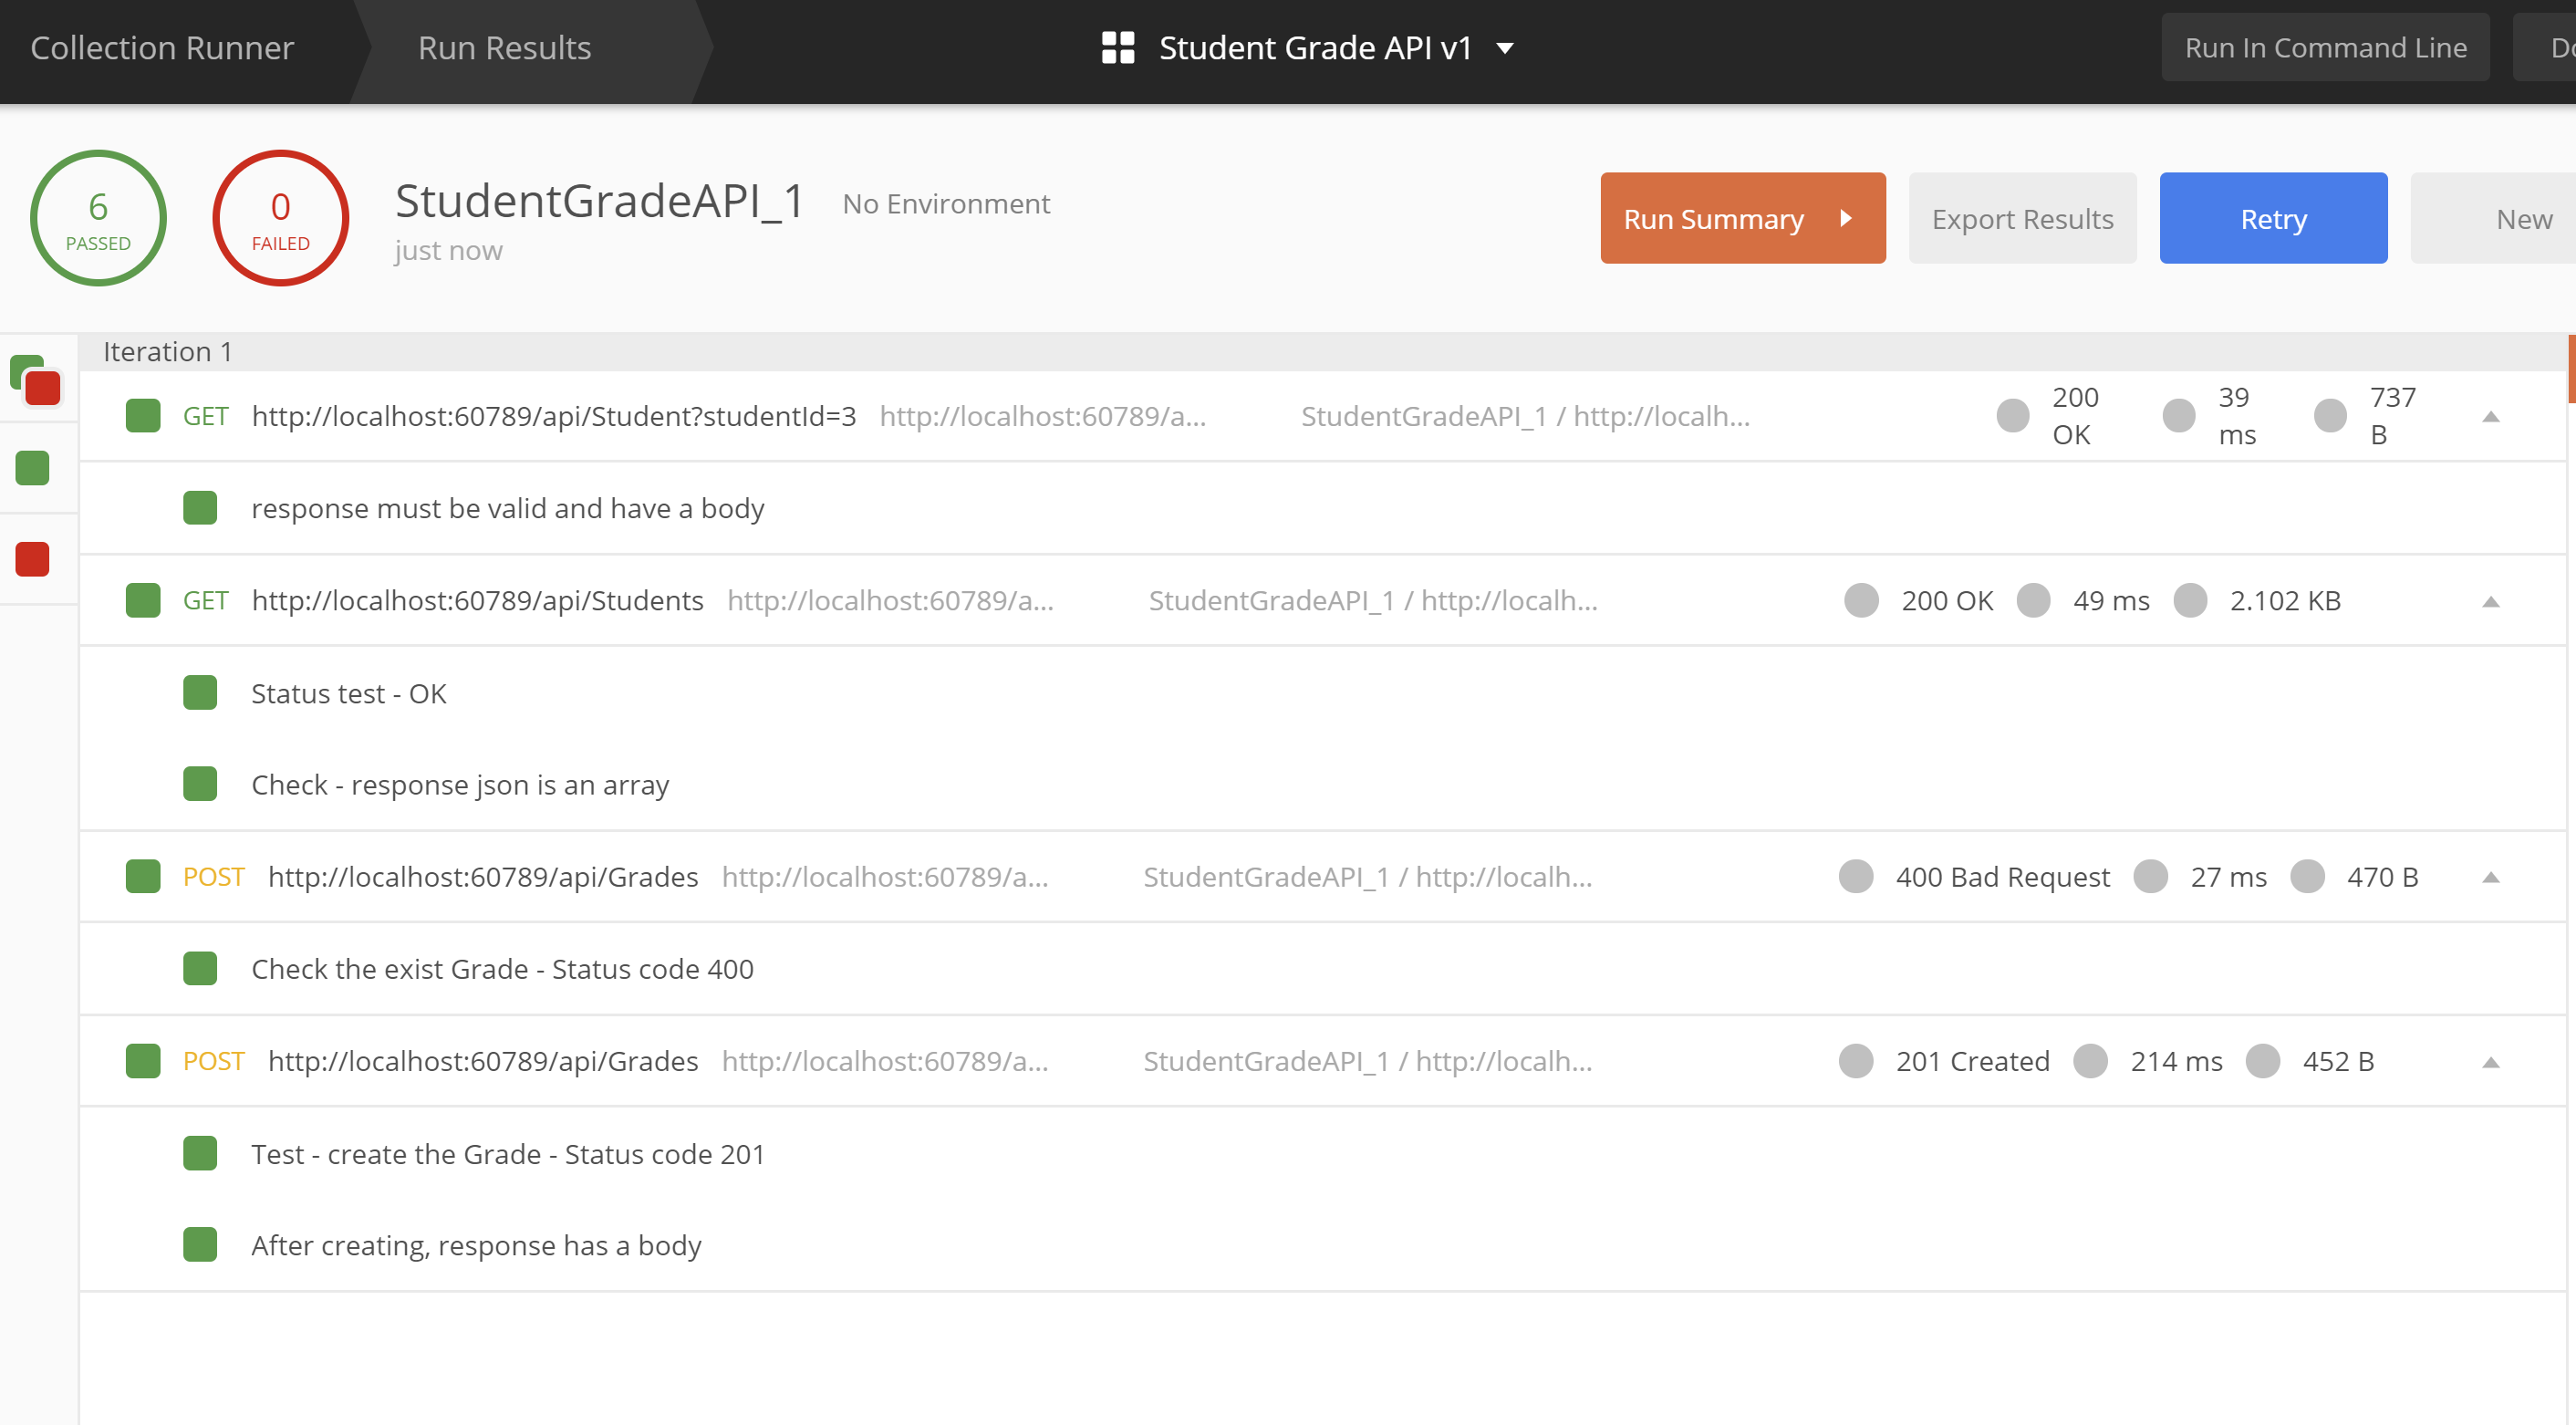 Collection Runner
Run Results
Student Grade API v1
Run In Command Line
6
PASSED
0
FAILED
StudentGradeAPI_1
No Environment
just now
Run Summary
Export Results
Retry
New
Iteration 1
GET http://localhost:60789/api/Student?studentId=3 http://localhost:60789/a... StudentGradeAPI_1 / http://localh... 200 OK 39 ms 737 B
response must be valid and have a body
GET http://localhost:60789/api/Students http://localhost:60789/a... StudentGradeAPI_1 / http://localh... 200 OK 49 ms 2.102 KB
Status test - OK
Check - response json is an array
POST http://localhost:60789/api/Grades http://localhost:60789/a... StudentGradeAPI_1 / http://localh... 400 Bad Request 27 ms 470 B
Check the exist Grade - Status code 400
POST http://localhost:60789/api/Grades http://localhost:60789/a... StudentGradeAPI_1 / http://localh... 201 Created 214 ms 452 B
Test - create the Grade - Status code 201
After creating, response has a body